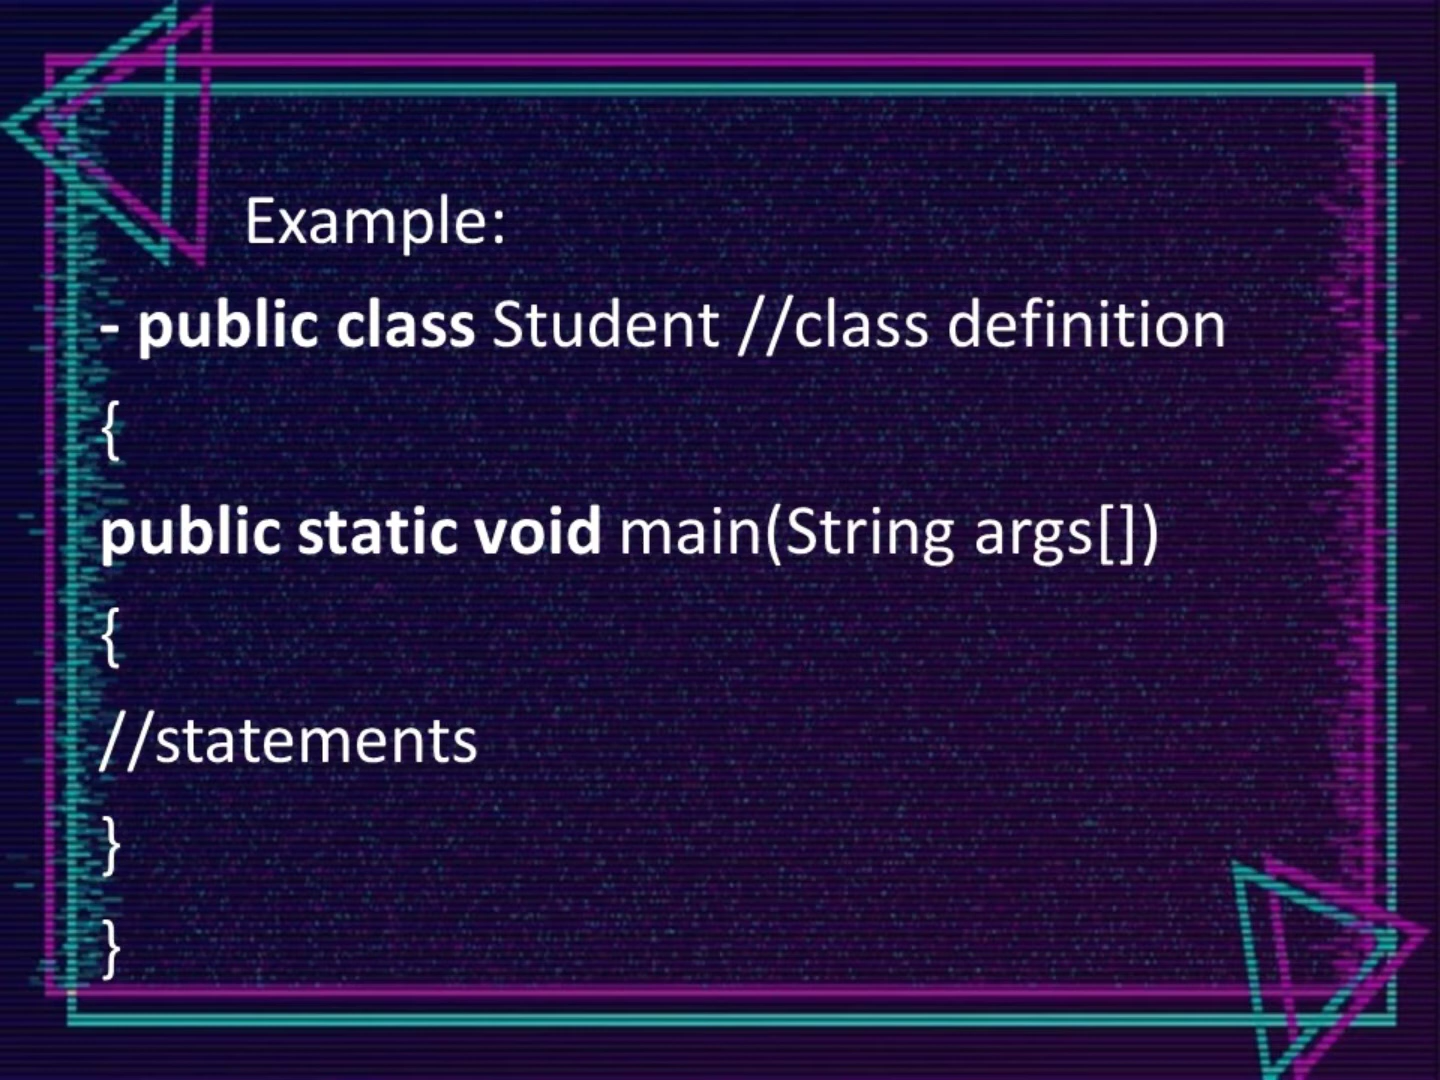 Example:
- public class Student //class definition
{
public static void main(String args[])
{
//statements
}
}